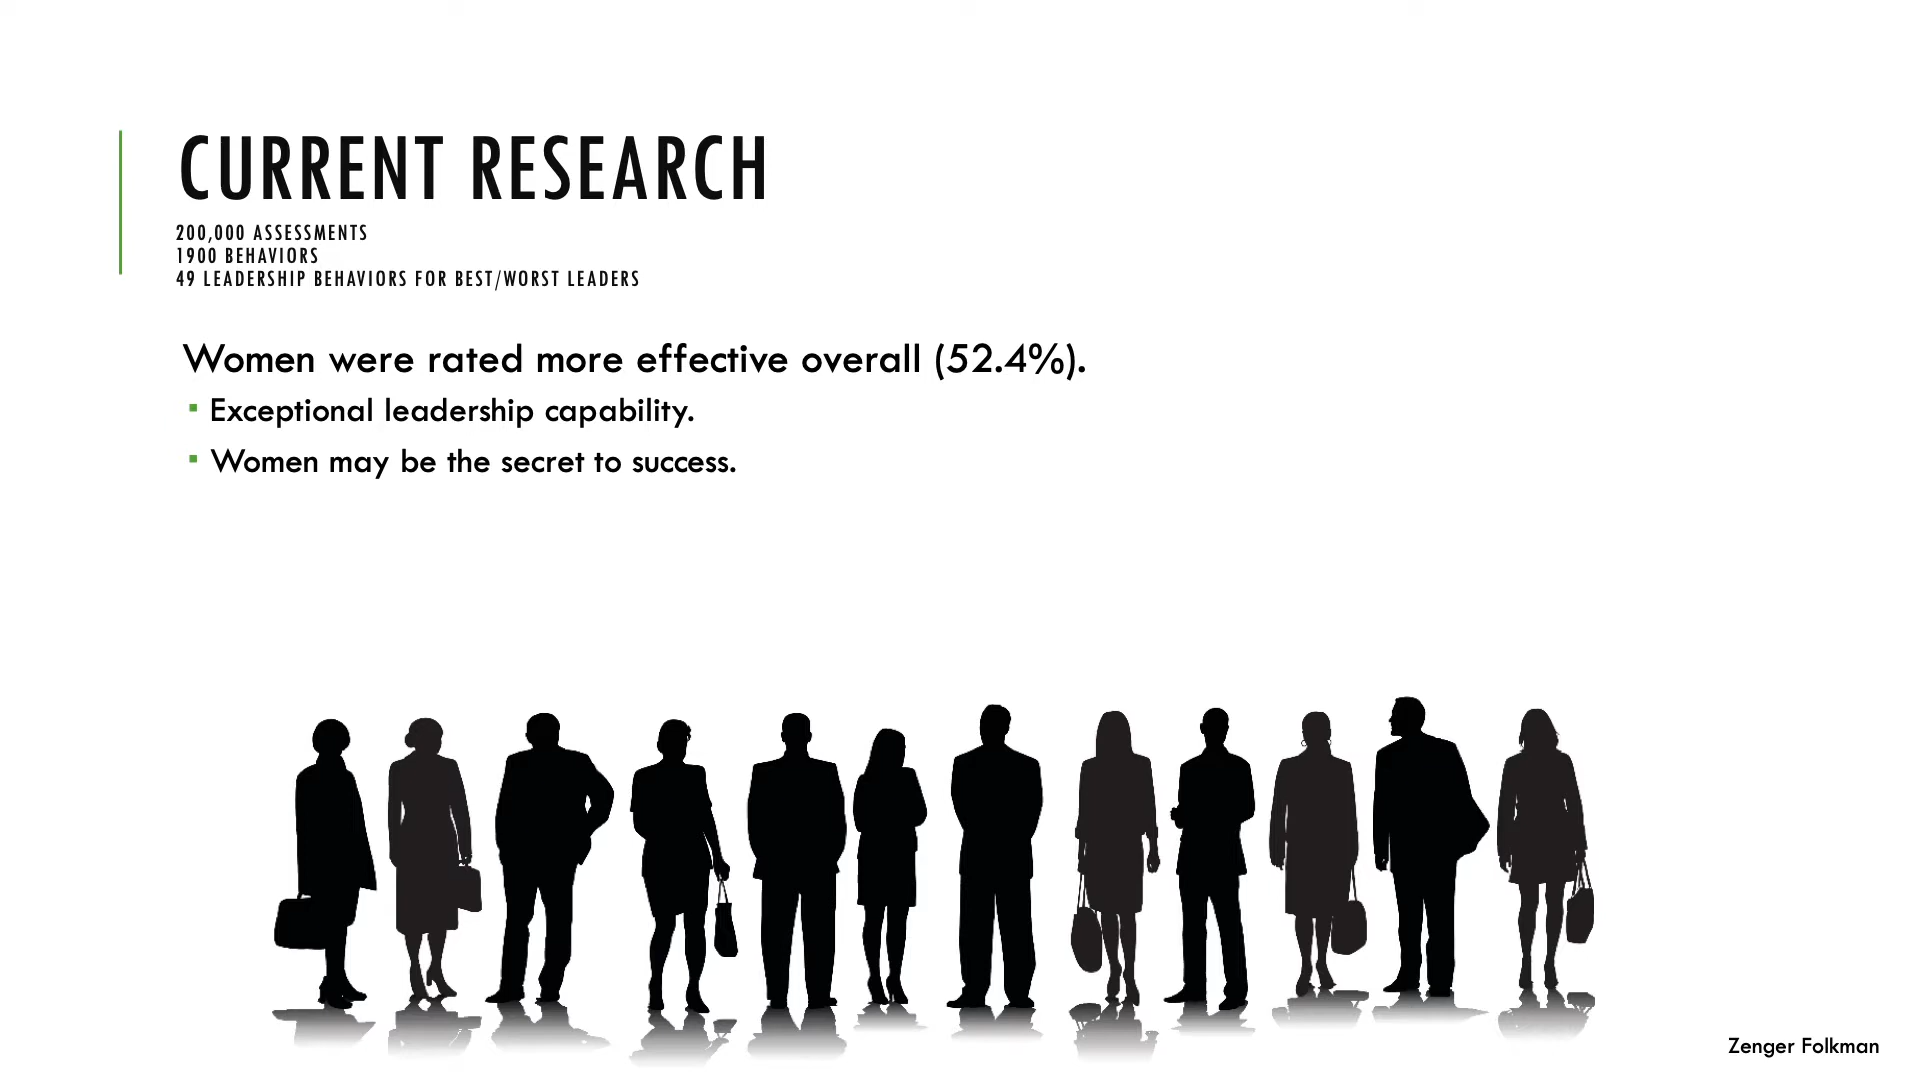 CURRENT RESEARCH
200,000 ASSESSMENTS
1900 BEHAVIORS
49 LEADERSHIP BEHAVIORS FOR BEST/WORST LEADERS
Women were rated more effective overall (52.4%).
▪ Exceptional leadership capability.
▪ Women may be the secret to success.
Zenger Folkman